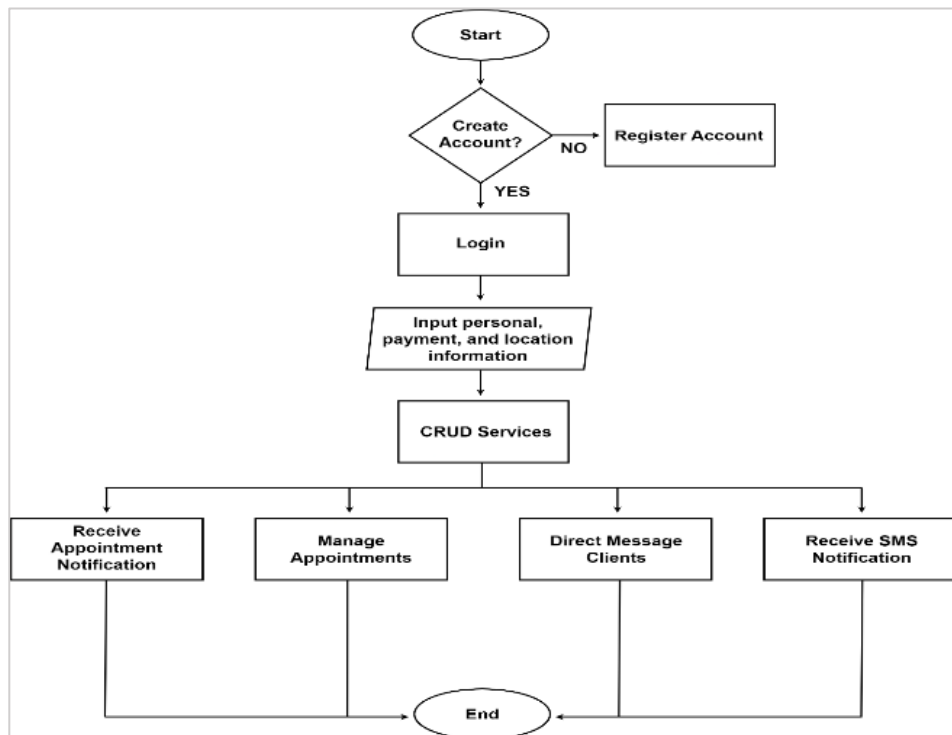 Start
Create
Account?
NO
Register Account
YES
Login
Input personal,
payment, and location
information
CRUD Services
Receive
Appointment
Notification
Manage
Appointments
Direct Message
Clients
Receive SMS
Notification
End